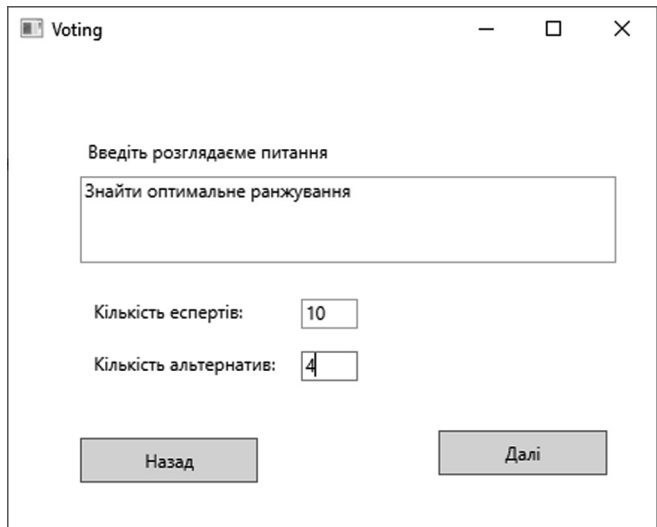 Voting
Введіть розглядаєме питання
Знайти оптимальне ранжування
Кількість еспертів: 10
Кількість альтернатив: 4
Назад
Далі